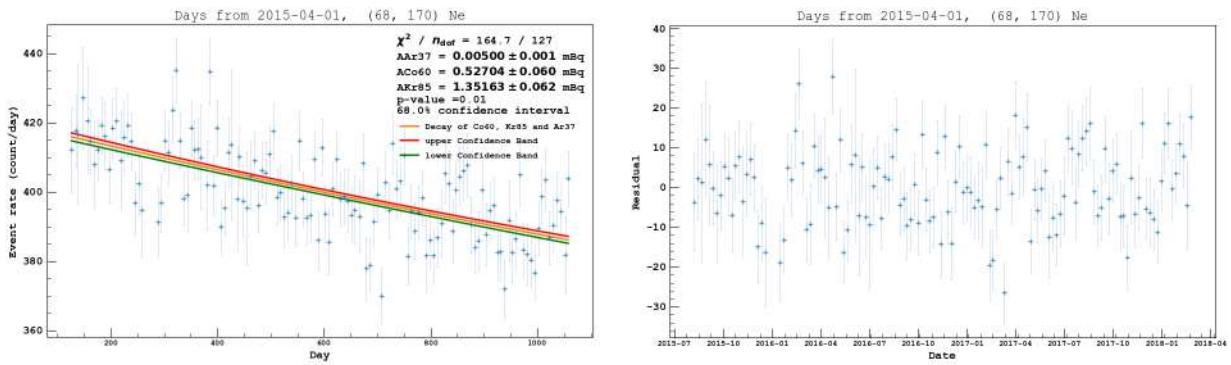 Days from 2015-04-01, (68, 170) Ne
χ² / n_dof = 164.7 / 127
AAr37 = 0.00500 ± 0.001 mBq
ACo60 = 0.52704 ± 0.060 mBq
AKr85 = 1.35163 ± 0.062 mBq
p-value =0.01
68.0% confidence interval
Decay of Co60, Kr85 and Ar37
upper Confidence Band
lower Confidence Band
Event rate (count/day)
440
420
400
380
360
200
400
600
800
1000
Day
Days from 2015-04-01, (68, 170) Ne
Residual
40
30
20
10
0
-10
-20
-30
2015-07
2015-10
2016-01
2016-04
2016-07
2016-10
2017-01
2017-04
2017-07
2017-10
2018-01
2018-04
Date